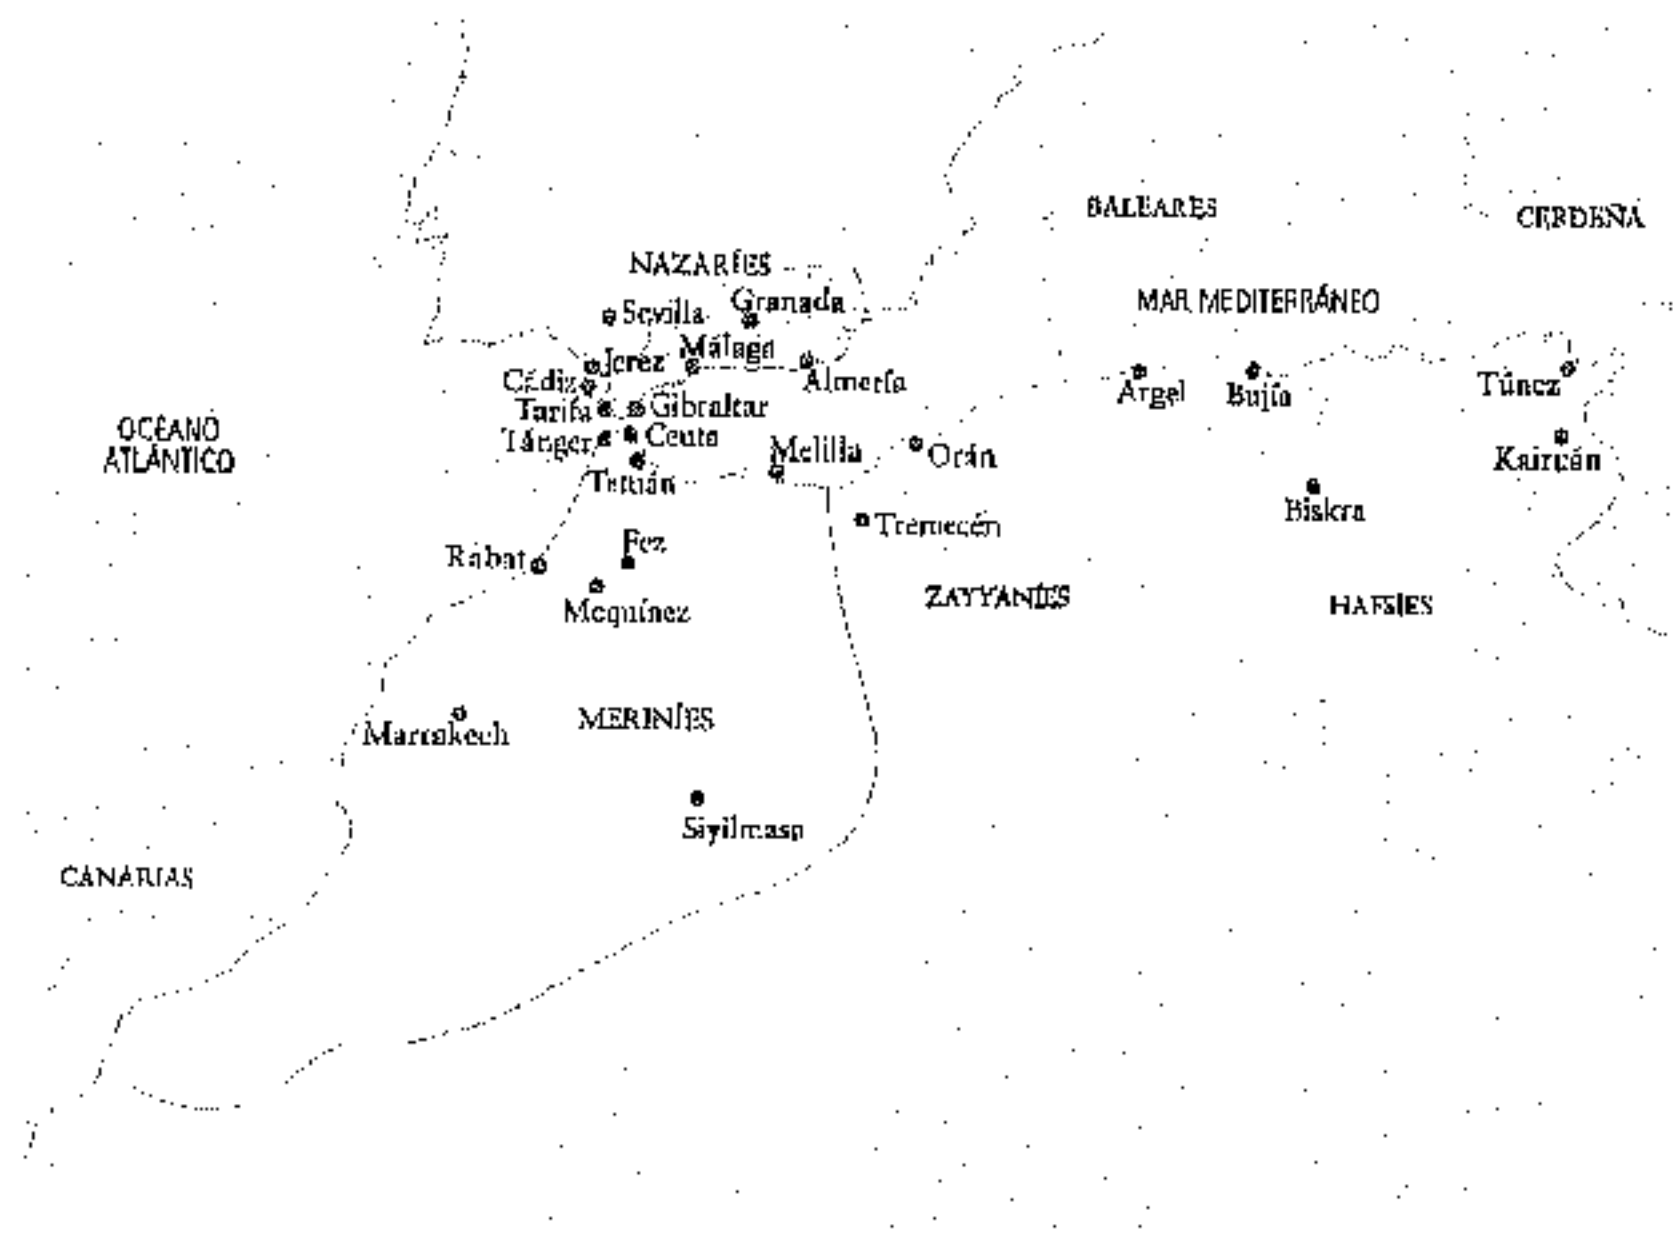 BALEARES
CERDEÑA
NAZARÍES
MAR MEDITERRÁNEO
Granada
Sevilla
Málaga
Jerez
Cádiz
Almería
Argel
Bujía
Túnez
Tarifa
Gibraltar
OCÉANO
ATLÁNTICO
Tánger
Ceuta
Melilla
Orán
Kairuán
Tetuán
Biskra
Tremecén
Fez
Rabat
Mequínez
ZAYYANÍES
HAFSÍES
MERINÍES
Marrakech
Siyilmasa
CANARIAS